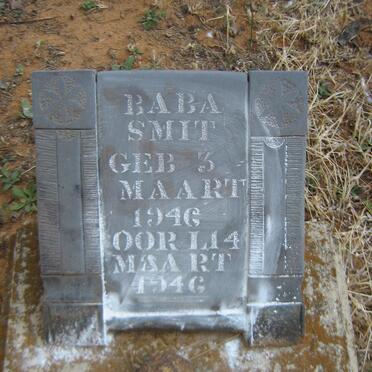 BABA
SMIT
GEB 3
MAART
1946
OORL 14
MAART
1946